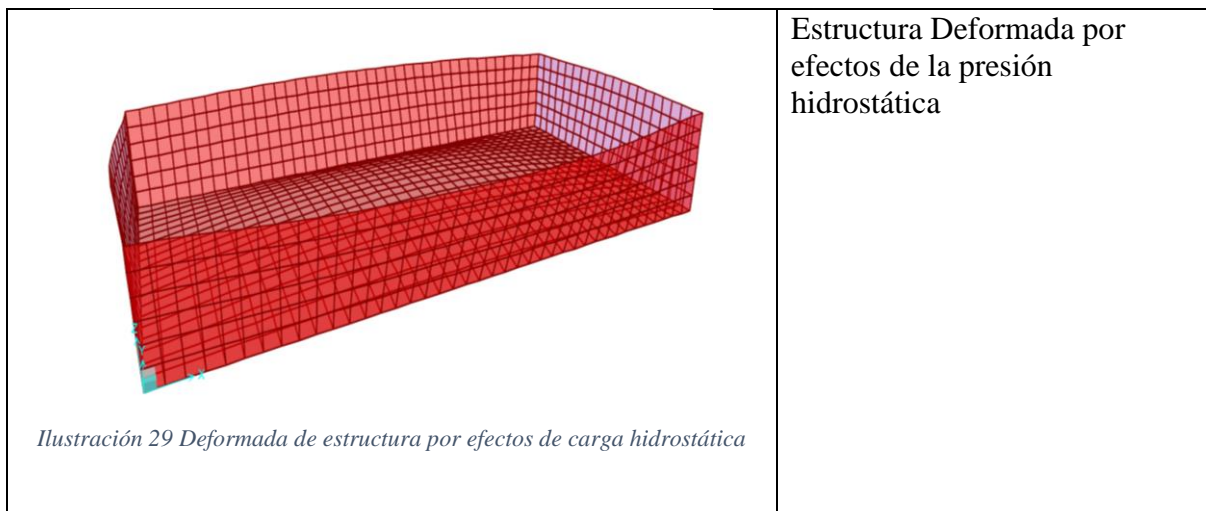 Estructura Deformada por
efectos de la presión
hidrostática
Z
Y
X
Ilustración 29 Deformada de estructura por efectos de carga hidrostática